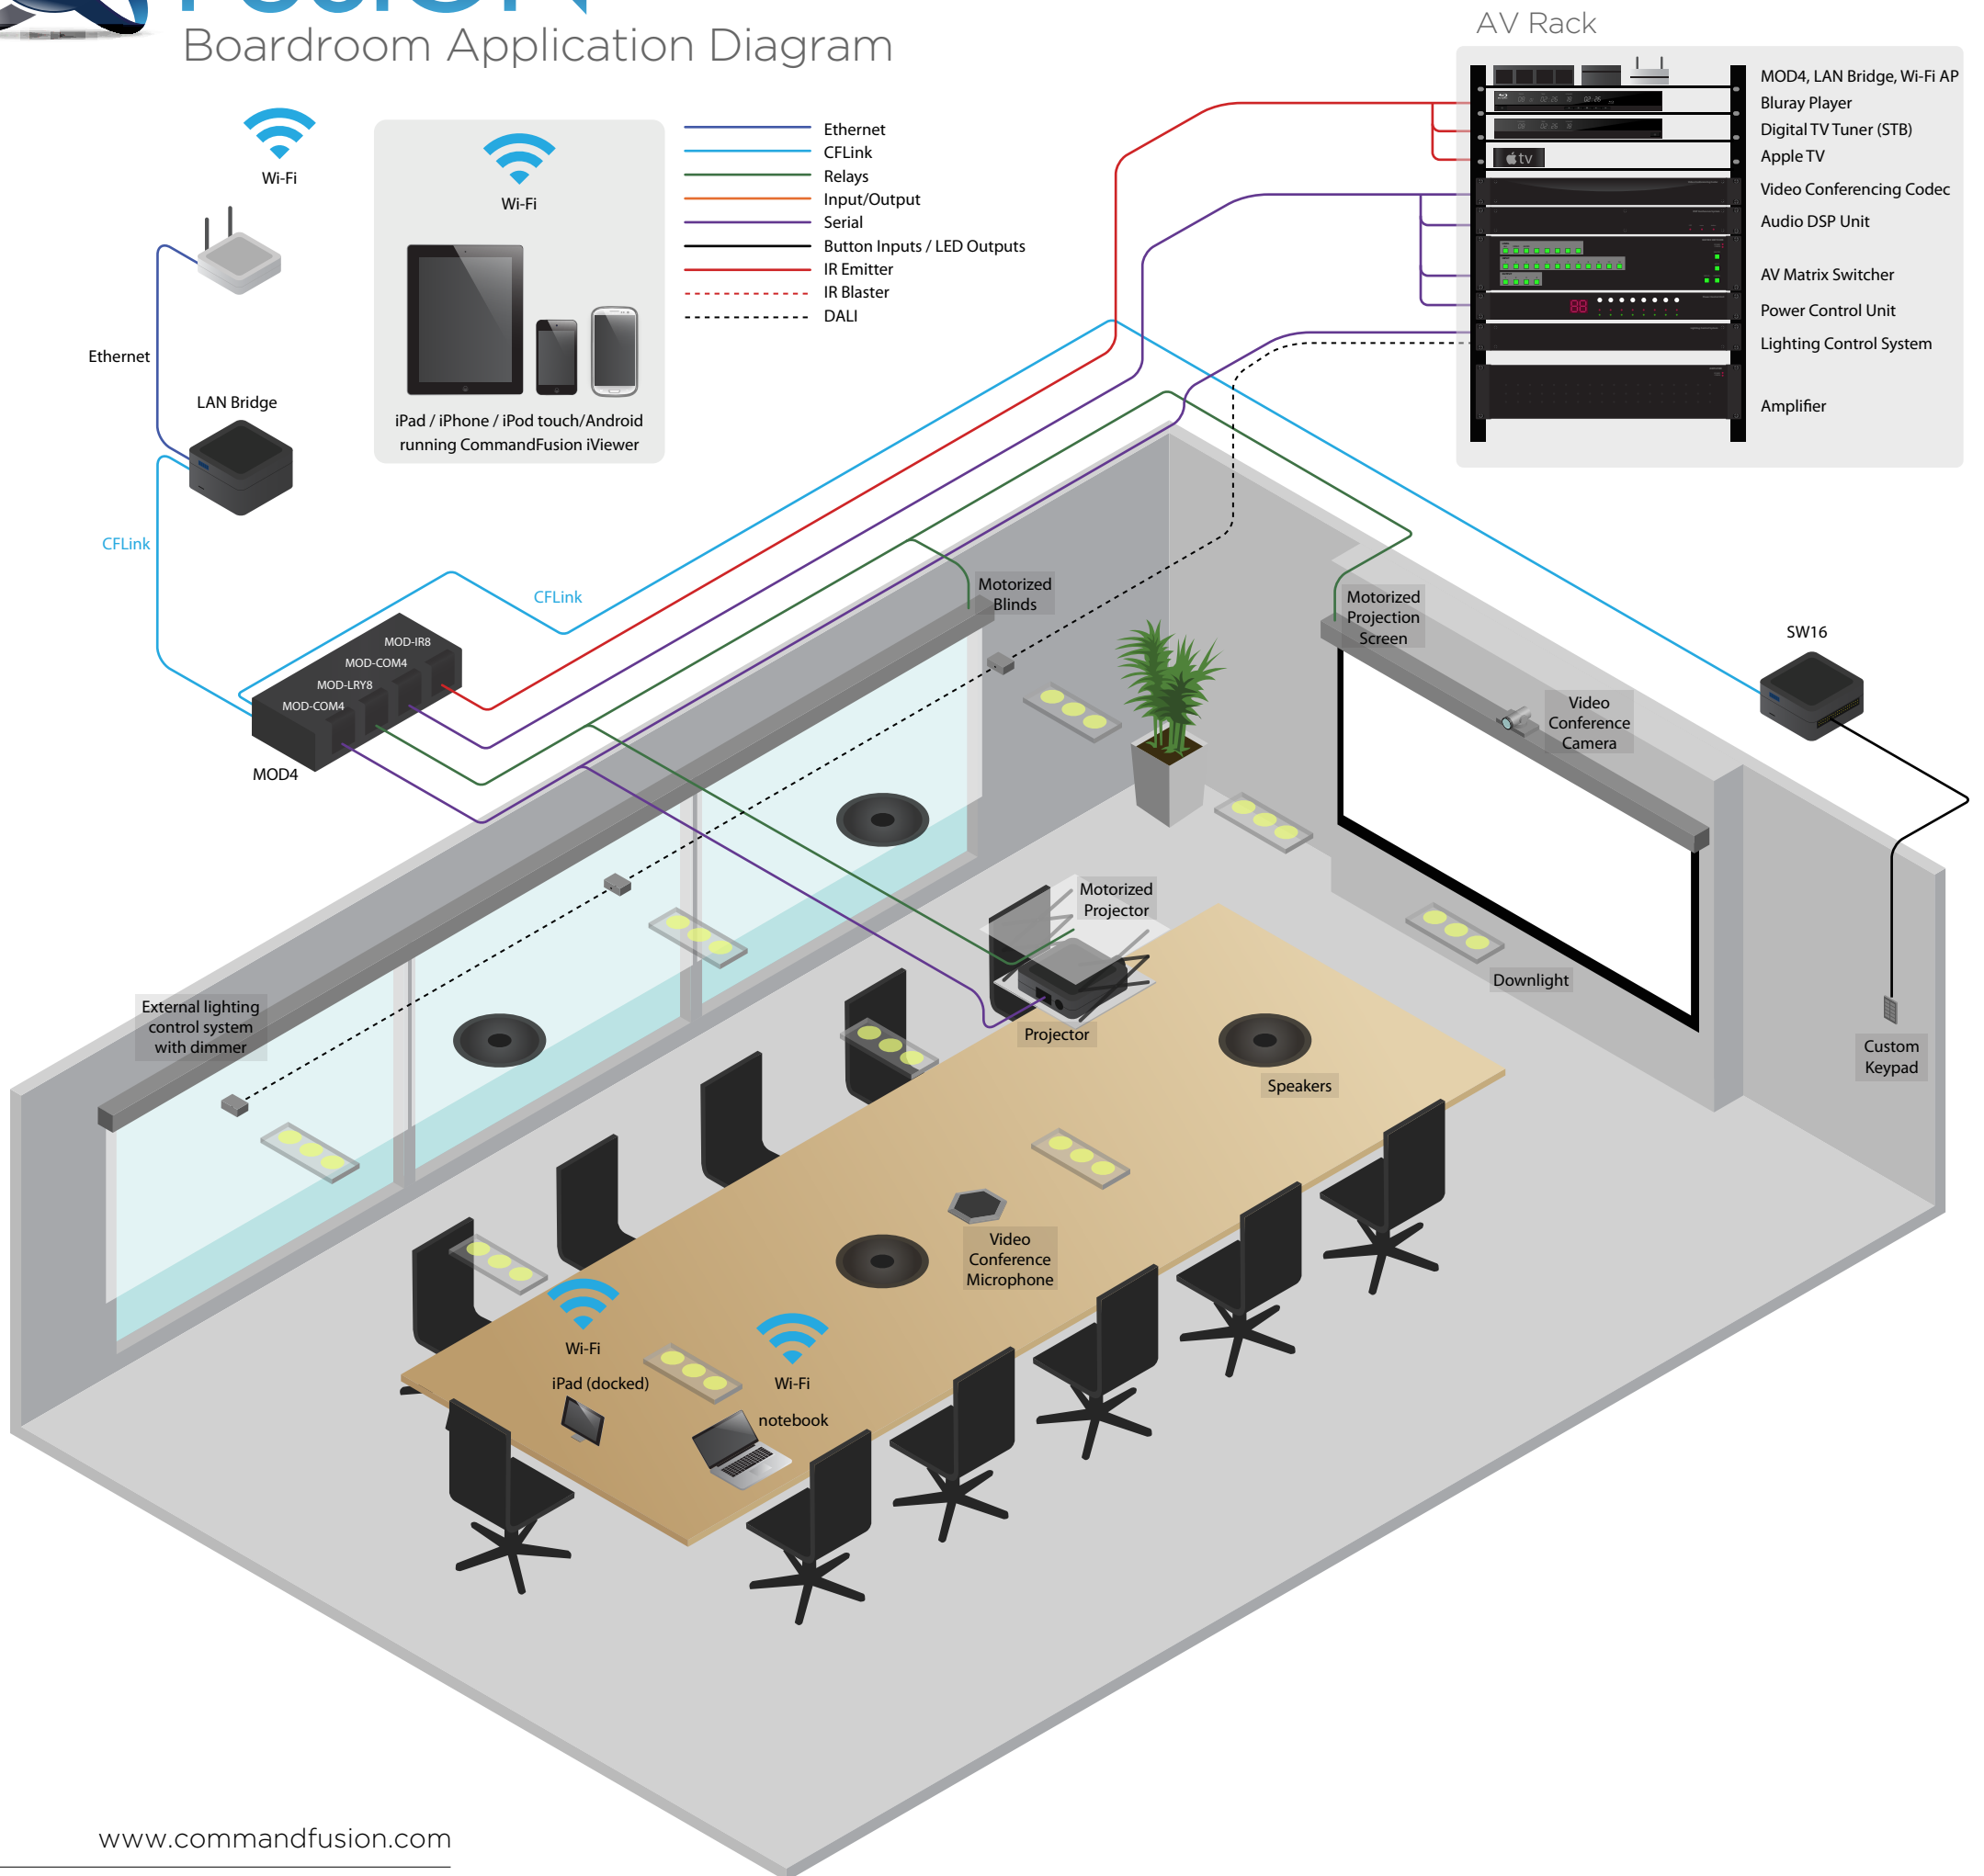 Boardroom Application Diagram
AV Rack
MOD4, LAN Bridge, Wi-Fi AP
Bluray Player
Digital TV Tuner (STB)
Apple TV
tv
Video Conferencing Codec
Audio DSP Unit
AV Matrix Switcher
Power Control Unit
88
Lighting Control System
Amplifier
Wi-Fi
Wi-Fi
iPad / iPhone / iPod touch/Android
running CommandFusion iViewer
Ethernet
CFLink
Relays
Input/Output
Serial
Button Inputs / LED Outputs
IR Emitter
IR Blaster
DALI
Ethernet
LAN Bridge
CFLink
CFLink
MOD-IR8
MOD-COM4
MOD-LRY8
MOD-COM4
MOD4
Motorized
Blinds
Motorized
Projection
Screen
SW16
Video
Conference
Camera
Motorized
Projector
Projector
Downlight
External lighting
control system
with dimmer
Custom
Keypad
Speakers
Video
Conference
Microphone
Wi-Fi
iPad (docked)
Wi-Fi
notebook
www.commandfusion.com